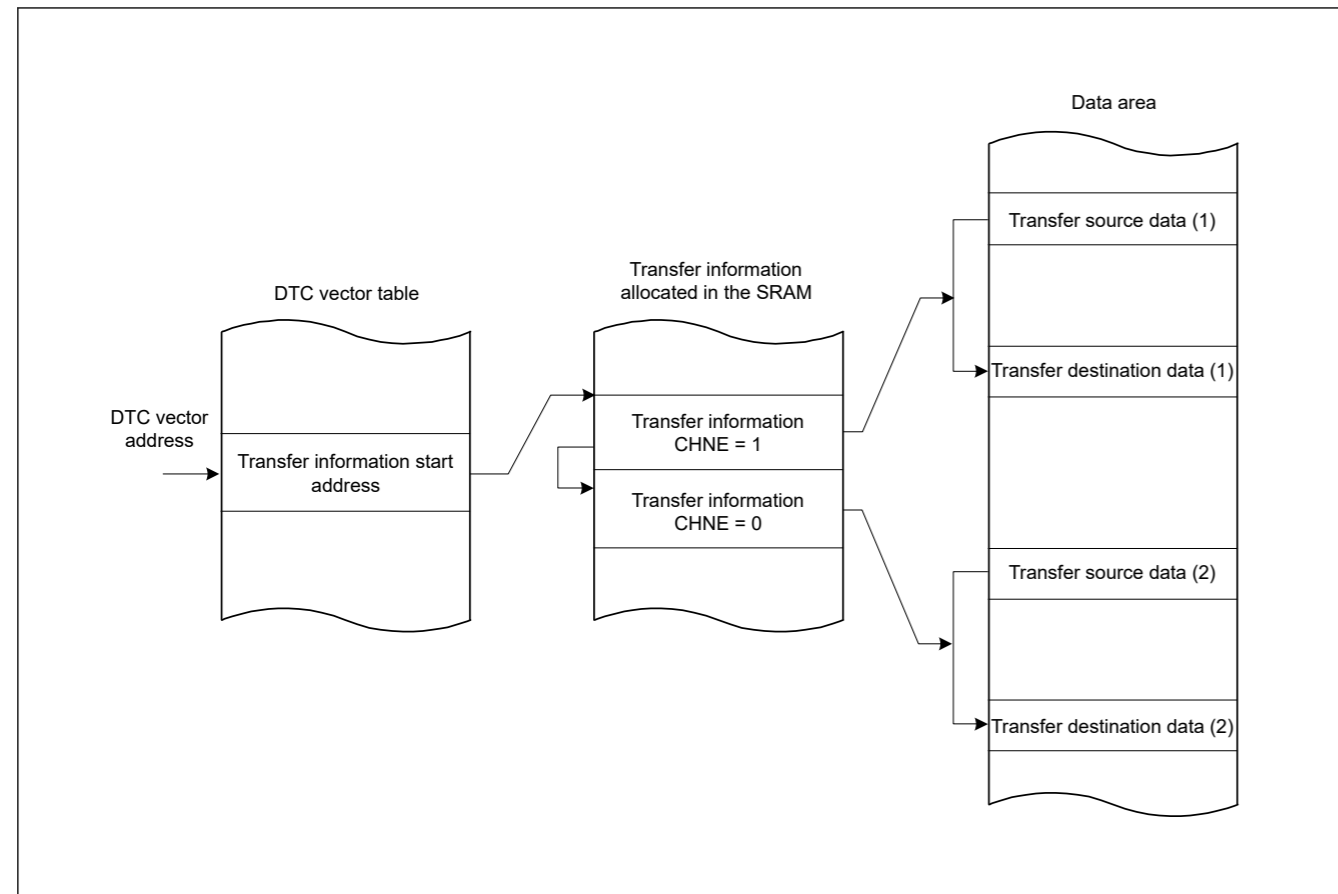 Data area
Transfer source data (1)
Transfer information
allocated in the SRAM
DTC vector table
Transfer destination data (1)
DTC vector
address
Transfer information start
address
Transfer information
CHNE = 1
Transfer information
CHNE = 0
Transfer source data (2)
Transfer destination data (2)